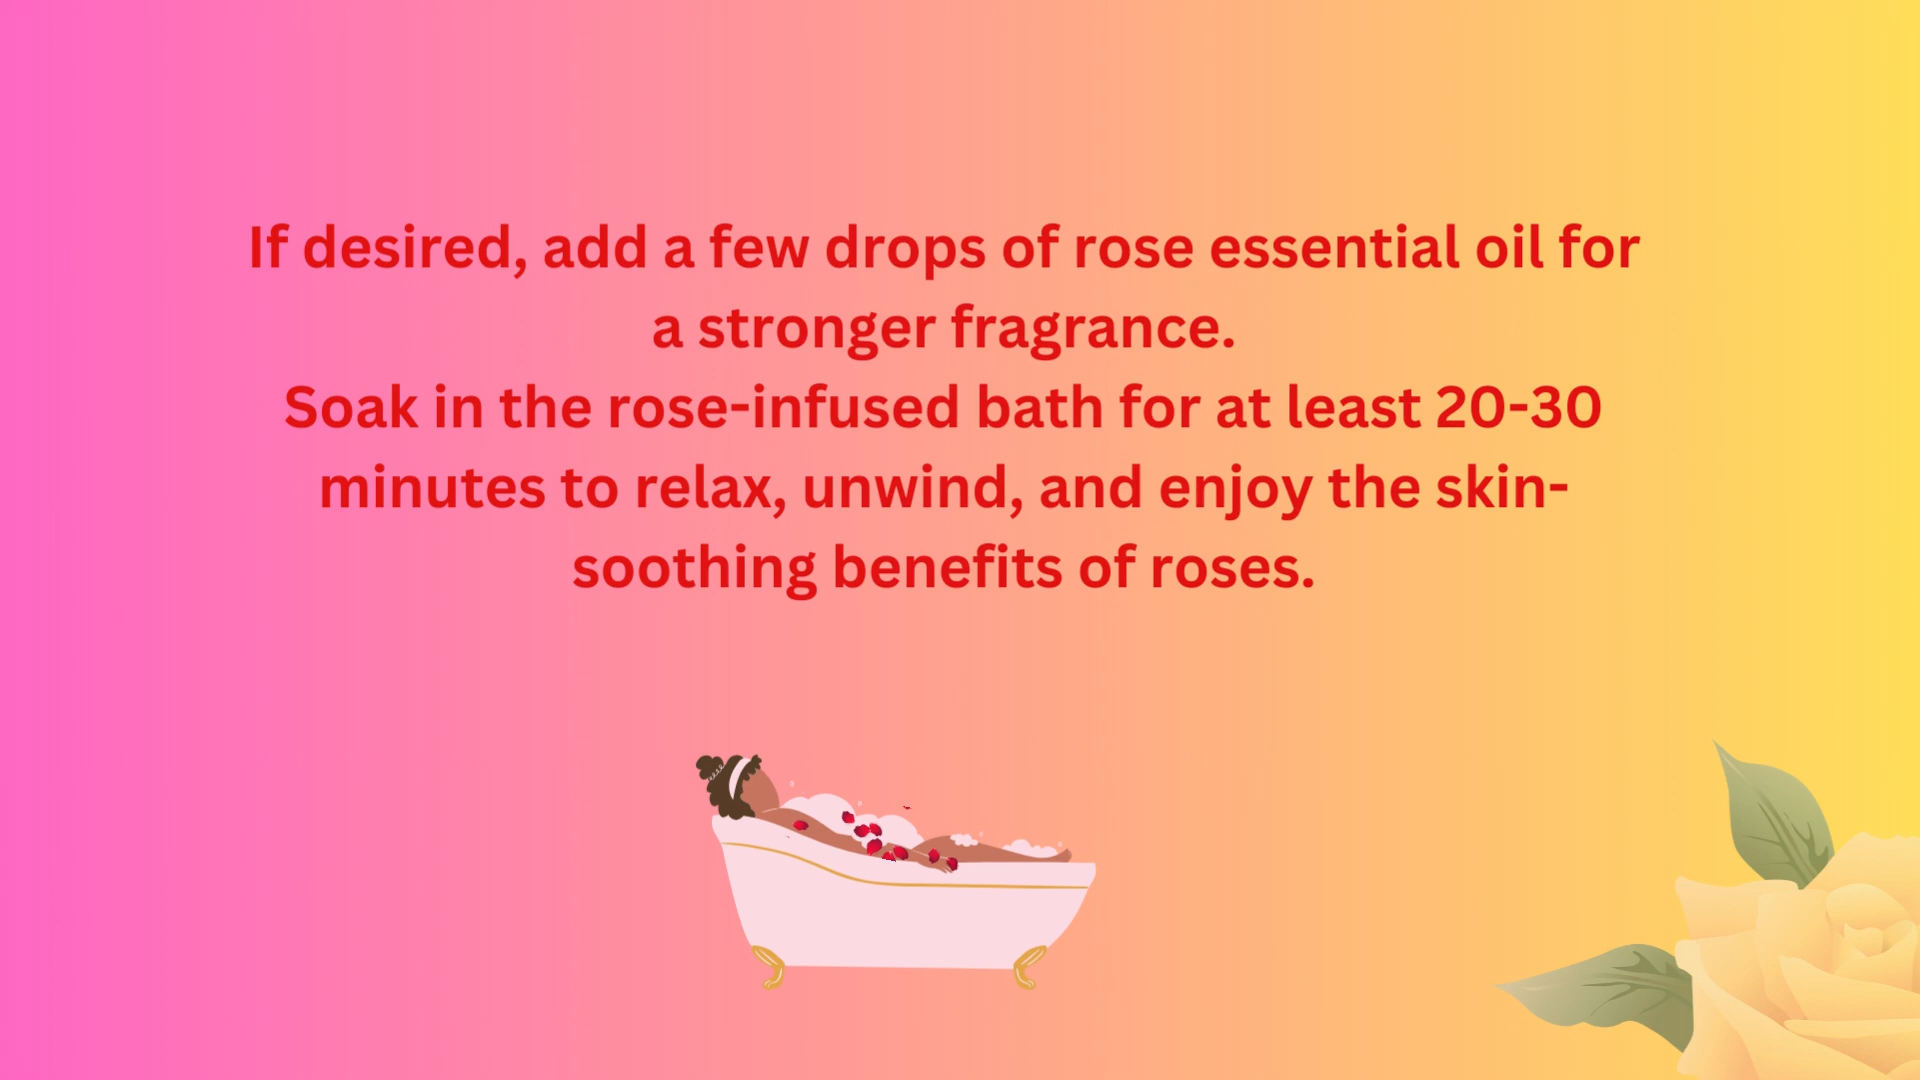 If desired, add a few drops of rose essential oil for
a stronger fragrance.
Soak in the rose-infused bath for at least 20-30
minutes to relax, unwind, and enjoy the skin-
soothing benefits of roses.